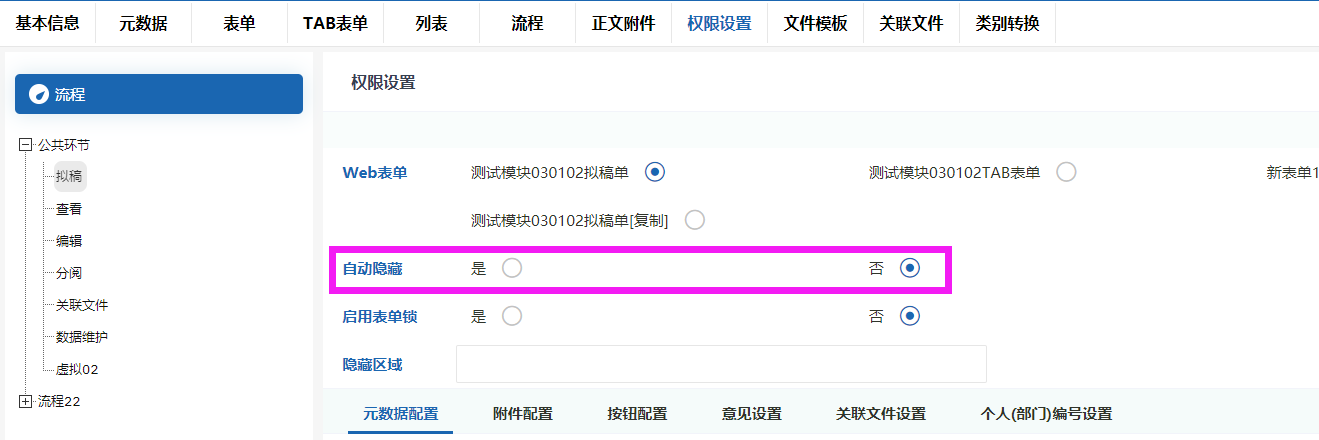 基本信息 元数据 表单 TAB表单 列表 流程 正文附件 权限设置 文件模板 关联文件 类别转换
流程
公共环节
拟稿
查看
编辑
分阅
关联文件
数据维护
虚拟02
流程22
权限设置
Web表单 测试模块030102拟稿单 测试模块030102TAB表单 新表单1
测试模块030102拟稿单[复制]
自动隐藏 是 否
启用表单锁 是 否
隐藏区域
元数据配置 附件配置 按钮配置 意见设置 关联文件设置 个人(部门)编号设置